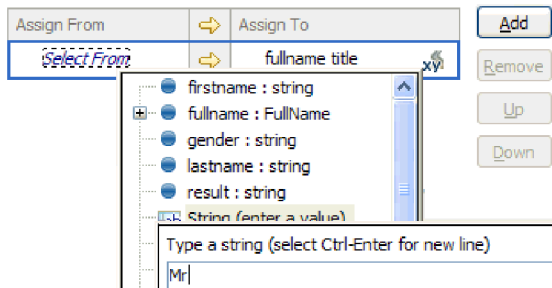 Assign From Assign To Add
Select From fullname title xy Remove
firstname : string
fullname : FullName Up
gender : string
lastname : string Down
result : string
String (enter a value)
Type a string (select Ctrl-Enter for new line)
Mr